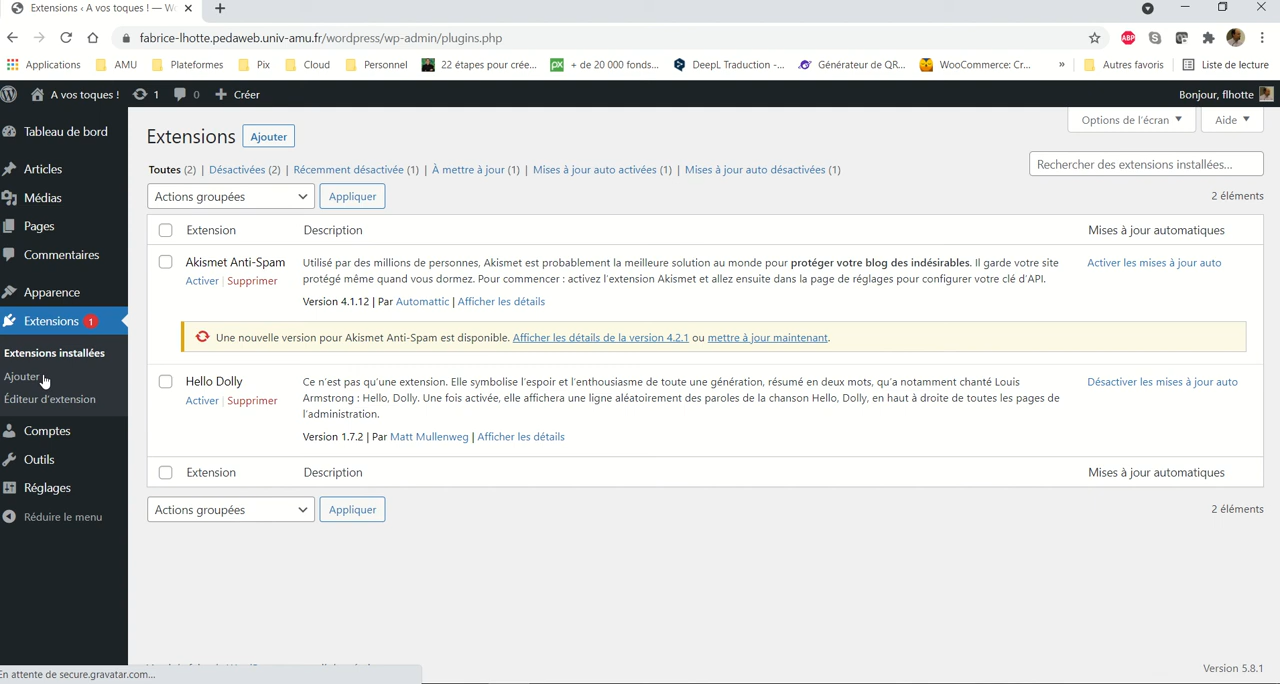 Extensions ‹ A vos toques ! — W
fabrice-lhotte.pedaweb.univ-amu.fr/wordpress/wp-admin/plugins.php
Applications AMU Plateformes Pix Cloud Personnel 22 étapes pour crée... + de 20 000 fonds... DeepL Traduction -... Générateur de QR... WooCommerce: Cr... » Autres favoris Liste de lecture
A vos toques ! 1 0 + Créer Bonjour, flhotte
Options de l'écran ▼ Aide ▼
Tableau de bord
Articles
Médias
Pages
Commentaires
Apparence
Extensions 1
Extensions installées
Ajouter
Éditeur d'extension
Comptes
Outils
Réglages
Réduire le menu
Extensions Ajouter
Toutes (2) | Désactivées (2) | Récemment désactivée (1) | À mettre à jour (1) | Mises à jour auto activées (1) | Mises à jour auto désactivées (1)
Rechercher des extensions installées...
Actions groupées Appliquer 2 éléments
Extension Description Mises à jour automatiques
Akismet Anti-Spam
Activer | Supprimer
Utilisé par des millions de personnes, Akismet est probablement la meilleure solution au monde pour protéger votre blog des indésirables. Il garde votre site
protégé même quand vous dormez. Pour commencer : activez l'extension Akismet et allez ensuite dans la page de réglages pour configurer votre clé d'API.
Version 4.1.12 | Par Automattic | Afficher les détails
Activer les mises à jour auto
Une nouvelle version pour Akismet Anti-Spam est disponible. Afficher les détails de la version 4.2.1 ou mettre à jour maintenant.
Hello Dolly
Activer | Supprimer
Ce n'est pas qu'une extension. Elle symbolise l'espoir et l'enthousiasme de toute une génération, résumé en deux mots, qu'a notamment chanté Louis
Armstrong : Hello, Dolly. Une fois activée, elle affichera une ligne aléatoirement des paroles de la chanson Hello, Dolly, en haut à droite de toutes les pages de
l'administration.
Version 1.7.2 | Par Matt Mullenweg | Afficher les détails
Désactiver les mises à jour auto
Extension Description Mises à jour automatiques
Actions groupées Appliquer 2 éléments
Version 5.8.1
En attente de secure.gravatar.com...